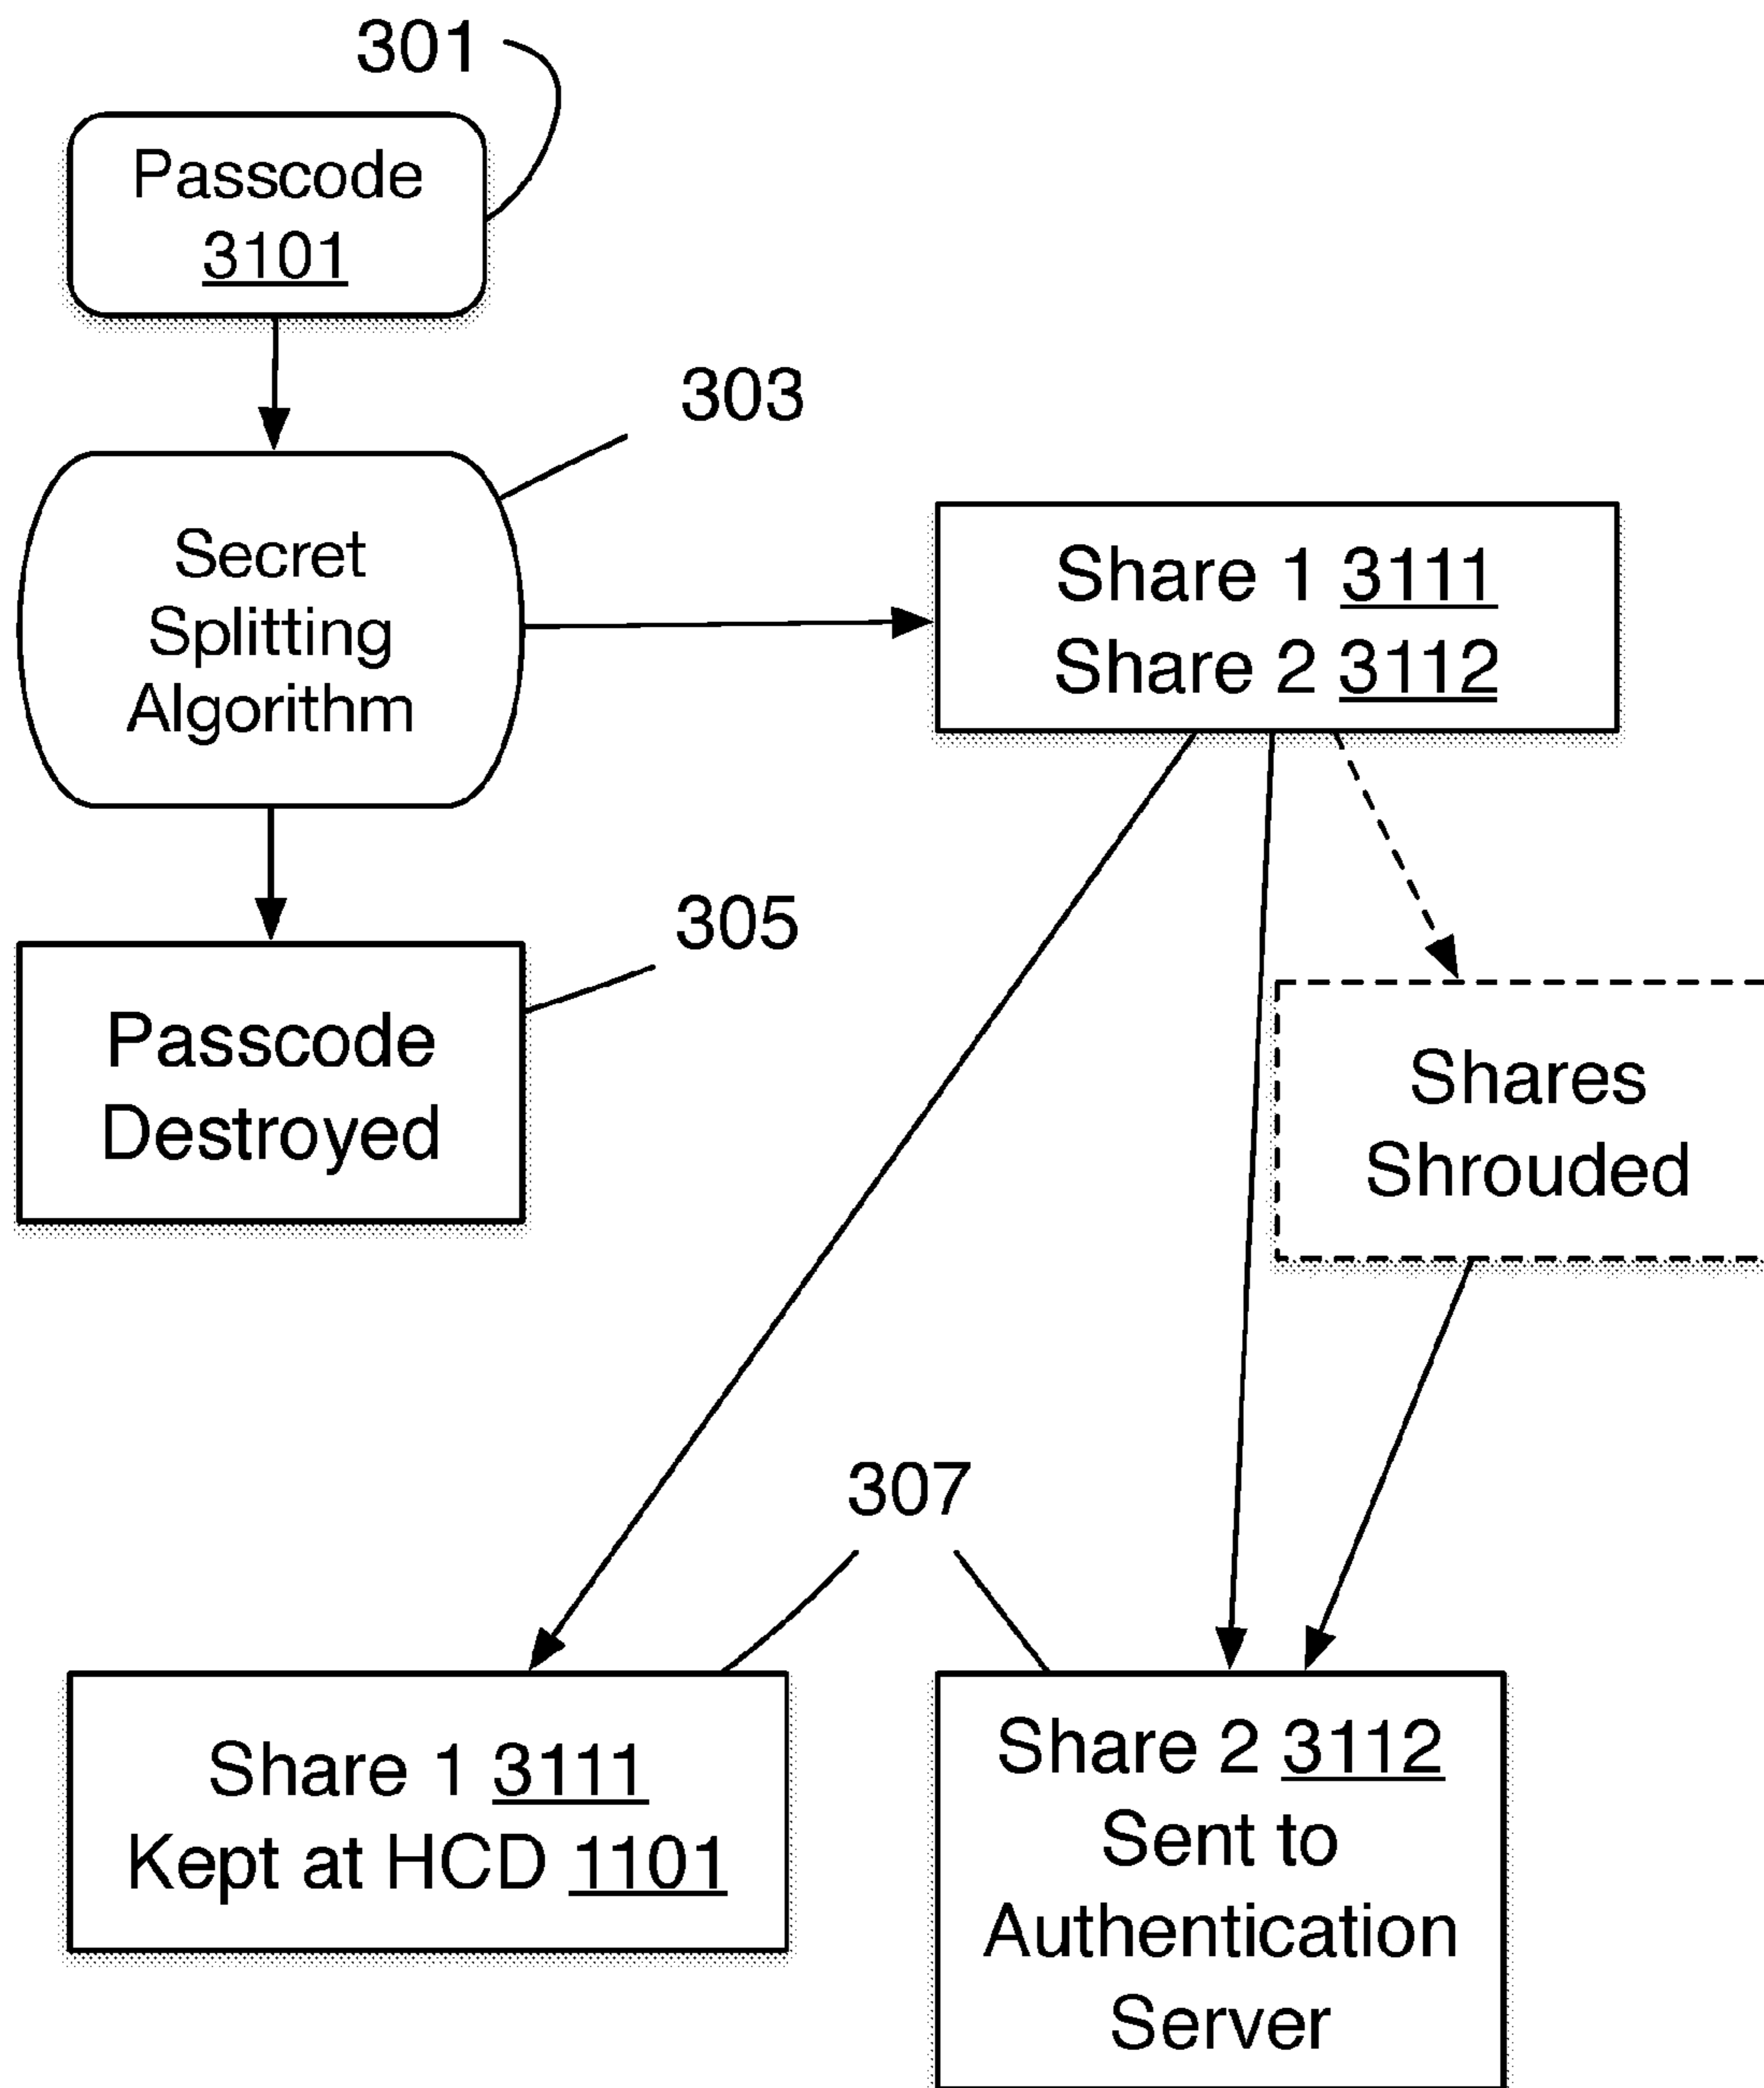 301
Passcode
3101
303
Secret
Splitting
Algorithm
Share 1 3111
Share 2 3112
305
Passcode
Destroyed
Shares
Shrouded
307
Share 1 3111
Kept at HCD 1101
Share 2 3112
Sent to
Authentication
Server